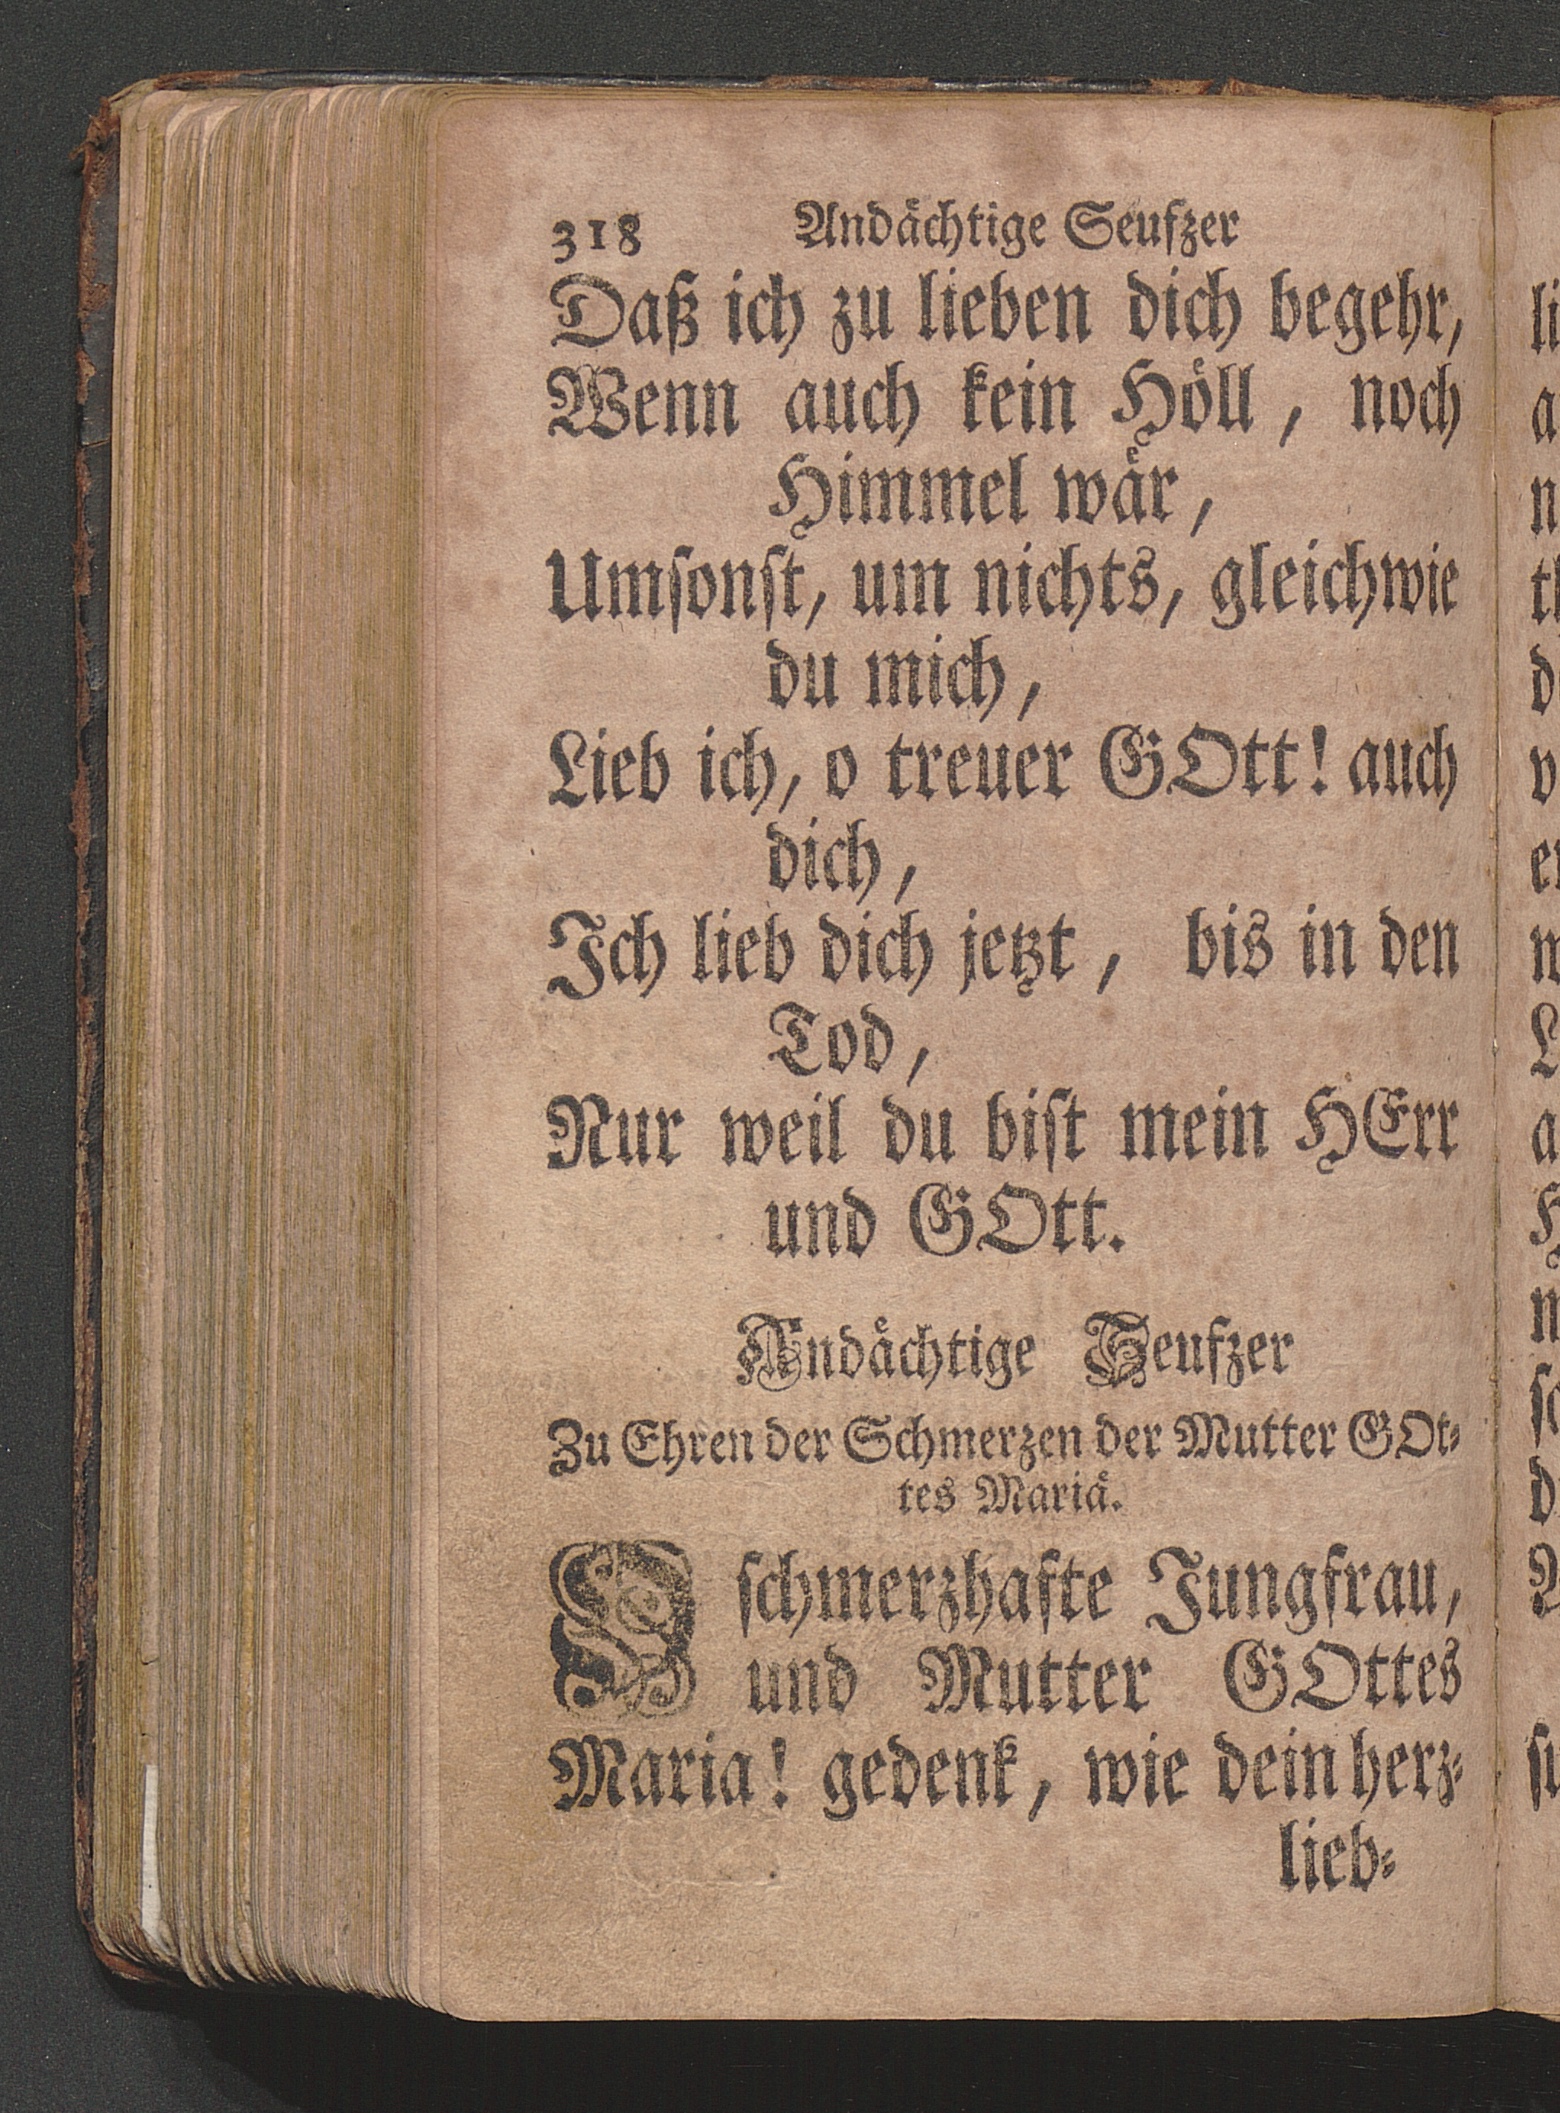 318 Andächtige Seufzer
Daß ich zu lieben dich begehr,
Wenn auch kein Höll, noch
Himmel wär,
Umsonst, um nichts, gleichwie
du mich,
Lieb ich, o treuer GOtt! auch
dich,
Ich lieb dich jetzt, bis in den
Tod,
Nur weil du bist mein HErr
und GOtt.
Andächtige Seufzer
Zu Ehren der Schmerzen der Mutter GOt-
tes Mariä.
O schmerzhafte Jungfrau,
und Mutter GOttes
Maria! gedenk, wie dein herz-
lieb-